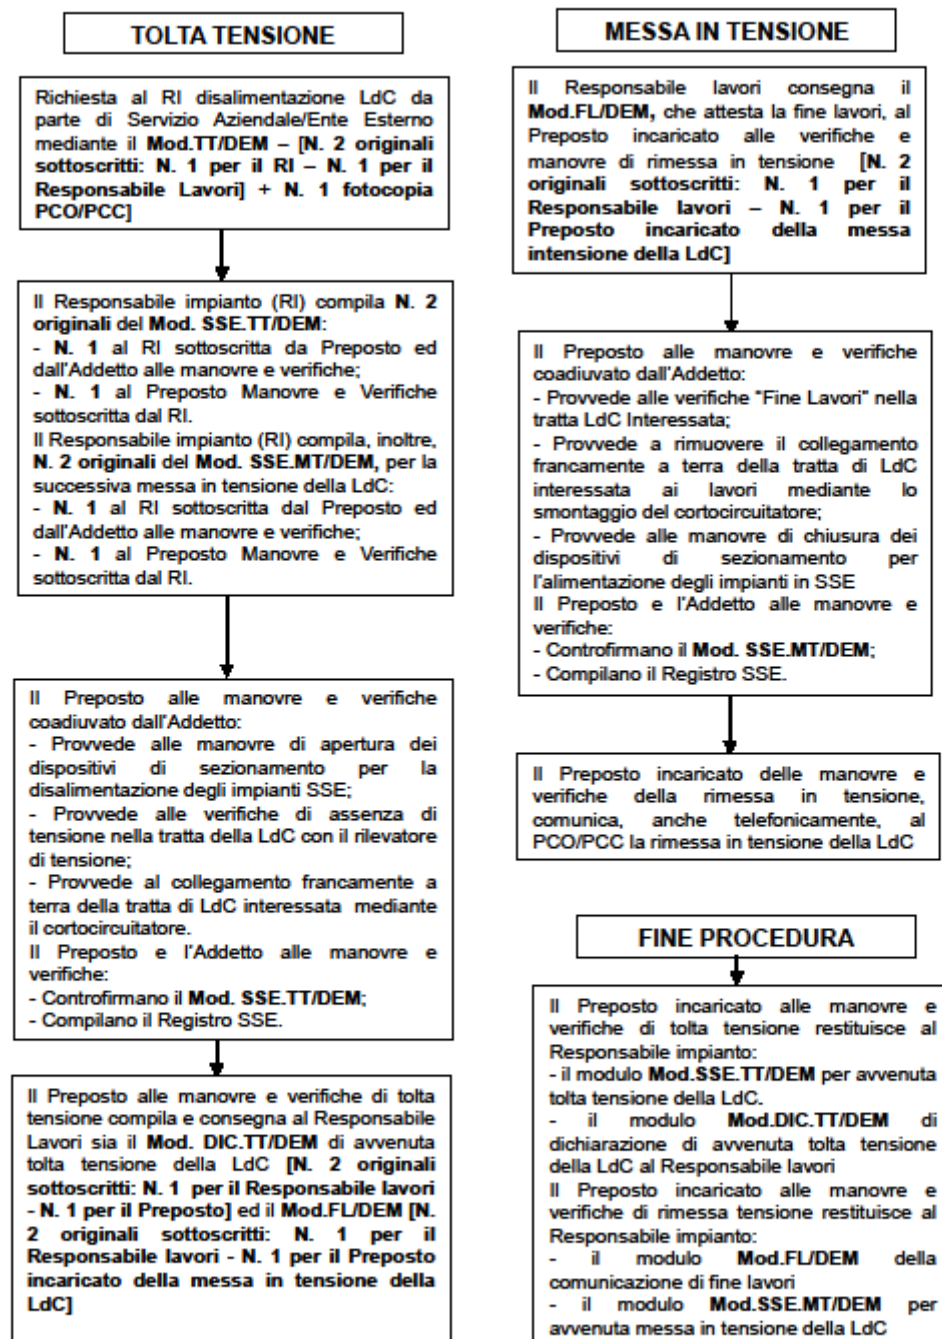 TOLTA TENSIONE
Richiesta al RI disalimentazione LdC da
parte di Servizio Aziendale/Ente Esterno
mediante il Mod.TT/DEM – [N. 2 originali
sottoscritti: N. 1 per il RI – N. 1 per il
Responsabile Lavori] + N. 1 fotocopia
PCO/PCC]
Il Responsabile impianto (RI) compila N. 2
originali del Mod. SSE.TT/DEM:
- N. 1 al RI sottoscritta da Preposto ed
dall'Addetto alle manovre e verifiche;
- N. 1 al Preposto Manovre e Verifiche
sottoscritta dal RI.
Il Responsabile impianto (RI) compila, inoltre,
N. 2 originali del Mod. SSE.MT/DEM, per la
successiva messa in tensione della LdC:
- N. 1 al RI sottoscritta dal Preposto ed
dall'Addetto alle manovre e verifiche;
- N. 1 al Preposto Manovre e Verifiche
sottoscritta dal RI.
Il Preposto alle manovre e verifiche
coadiuvato dall'Addetto:
- Provvede alle manovre di apertura dei
dispositivi di sezionamento per la
disalimentazione degli impianti SSE;
- Provvede alle verifiche di assenza di
tensione nella tratta della LdC con il rilevatore
di tensione;
- Provvede al collegamento francamente a
terra della tratta di LdC interessata mediante
il cortocircuitatore.
Il Preposto e l'Addetto alle manovre e
verifiche:
- Controfirmano il Mod. SSE.TT/DEM;
- Compilano il Registro SSE.
Il Preposto alle manovre e verifiche di tolta
tensione compila e consegna al Responsabile
Lavori sia il Mod. DIC.TT/DEM di avvenuta
tolta tensione della LdC [N. 2 originali
sottoscritti: N. 1 per il Responsabile lavori
- N. 1 per il Preposto] ed il Mod.FL/DEM [N.
2 originali sottoscritti: N. 1 per il
Responsabile lavori - N. 1 per il Preposto
incaricato della messa in tensione della
LdC]
MESSA IN TENSIONE
Il Responsabile lavori consegna il
Mod.FL/DEM, che attesta la fine lavori, al
Preposto incaricato alle verifiche e
manovre di rimessa in tensione [N. 2
originali sottoscritti: N. 1 per il
Responsabile lavori – N. 1 per il
Preposto incaricato della messa
intensione della LdC]
Il Preposto alle manovre e verifiche
coadiuvato dall'Addetto:
- Provvede alle verifiche "Fine Lavori" nella
tratta LdC Interessata;
- Provvede a rimuovere il collegamento
francamente a terra della tratta di LdC
interessata ai lavori mediante lo
smontaggio del cortocircuitatore;
- Provvede alle manovre di chiusura dei
dispositivi di sezionamento per
l'alimentazione degli impianti in SSE
Il Preposto e l'Addetto alle manovre e
verifiche:
- Controfirmano il Mod. SSE.MT/DEM;
- Compilano il Registro SSE.
Il Preposto incaricato delle manovre e
verifiche della rimessa in tensione,
comunica, anche telefonicamente, al
PCO/PCC la rimessa in tensione della LdC
FINE PROCEDURA
Il Preposto incaricato alle manovre e
verifiche di tolta tensione restituisce al
Responsabile impianto:
- il modulo Mod.SSE.TT/DEM per avvenuta
tolta tensione della LdC.
- il modulo Mod.DIC.TT/DEM di
dichiarazione di avvenuta tolta tensione
della LdC al Responsabile lavori
Il Preposto incaricato alle manovre e
verifiche di rimessa tensione restituisce al
Responsabile impianto:
- il modulo Mod.FL/DEM della
comunicazione di fine lavori
- il modulo Mod.SSE.MT/DEM per
avvenuta messa in tensione della LdC